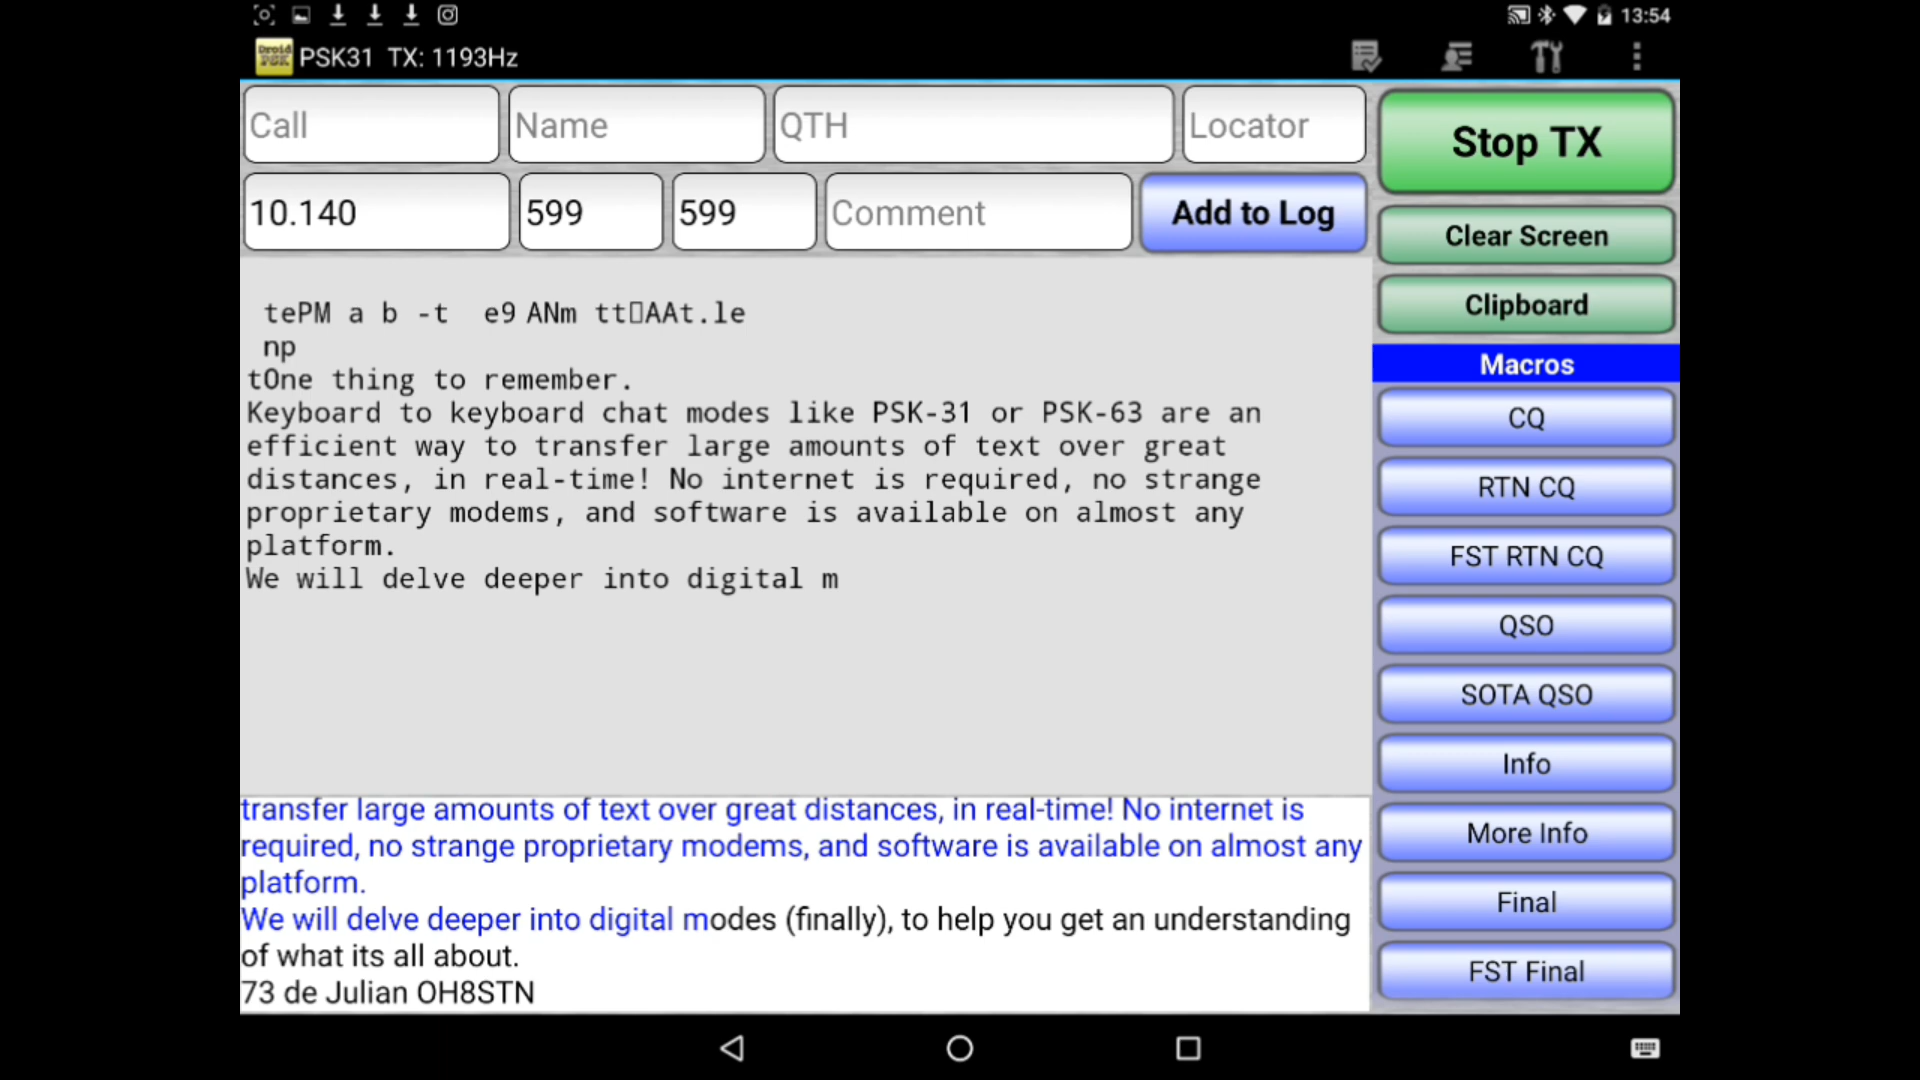 13:54
Droid PSK PSK31 TX: 1193Hz
Call Name QTH Locator Stop TX
10.140 599 599 Comment Add to Log Clear Screen
Clipboard
Macros
CQ
RTN CQ
FST RTN CQ
QSO
SOTA QSO
Info
More Info
Final
FST Final
tePM a b -t e9 ANm tt▯AAt.le
np
tOne thing to remember.
Keyboard to keyboard chat modes like PSK-31 or PSK-63 are an
efficient way to transfer large amounts of text over great
distances, in real-time! No internet is required, no strange
proprietary modems, and software is available on almost any
platform.
We will delve deeper into digital m
transfer large amounts of text over great distances, in real-time! No internet is
required, no strange proprietary modems, and software is available on almost any
platform.
We will delve deeper into digital modes (finally), to help you get an understanding
of what its all about.
73 de Julian OH8STN